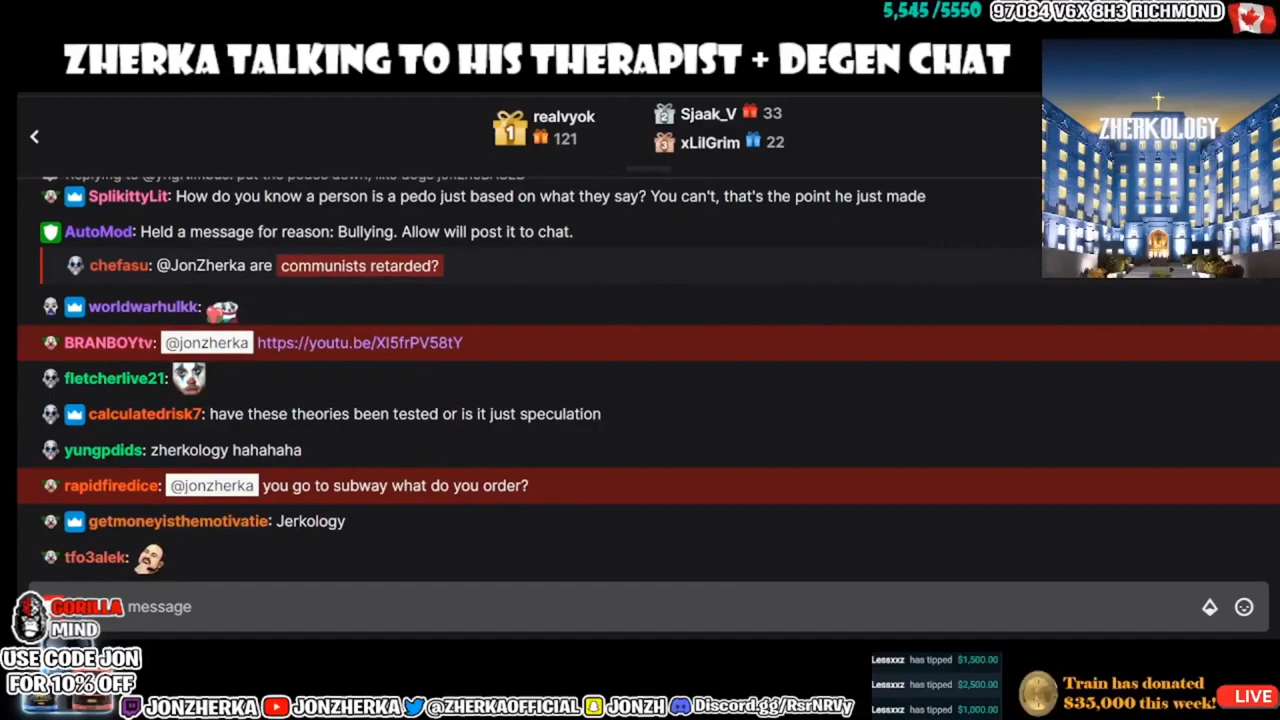 5,545 /5550 97084 V6X 8H3 RICHMOND
ZHERKA TALKING TO HIS THERAPIST + DEGEN CHAT
ZHERKOLO6Y
1 realvyok 121
2 Sjaak_V 33
3 xLilGrim 22
SplikittyLit: How do you know a person is a pedo just based on what they say? You can't, that's the point he just made
AutoMod: Held a message for reason: Bullying. Allow will post it to chat.
chefasu: @JonZherka are communists retarded?
worldwarhulkk:
BRANBOYtv: @jonzherka https://youtu.be/XI5frPV58tY
fletcherlive21:
calculatedrisk7: have these theories been tested or is it just speculation
yungpdids: zherkology hahahaha
rapidfiredice: @jonzherka you go to subway what do you order?
getmoneyisthemotivatie: Jerkology
tfo3alek:
message
GORILLA
MIND
USE CODE JON
FOR 10% OFF
Lessxxz has tipped $1,500.00
Lessxxz has tipped $2,500.00
Lessxxz has tipped $1,000.00
Train has donated
$35,000 this week!
LIVE
JONZHERKA JONZHERKA @ZHERKAOFFICIAL JONZH Discord.gg/RsrNRVy